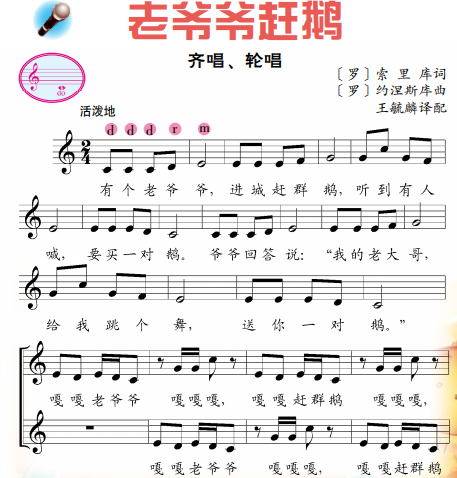 老爷爷赶鹅
齐唱、轮唱
do
〔罗〕索里库词
〔罗〕约涅斯库曲
王毓麟译配
活泼地
d d d r m
2/4
有个老爷爷，进城赶群鹅，听到有人
喊，要买一对鹅。爷爷回答说：“我的老大哥，
给我跳个舞，送你一对鹅。”
嘎嘎老爷爷 嘎嘎嘎，嘎嘎赶群鹅 嘎嘎嘎，
嘎嘎老爷爷 嘎嘎嘎，嘎嘎赶群鹅